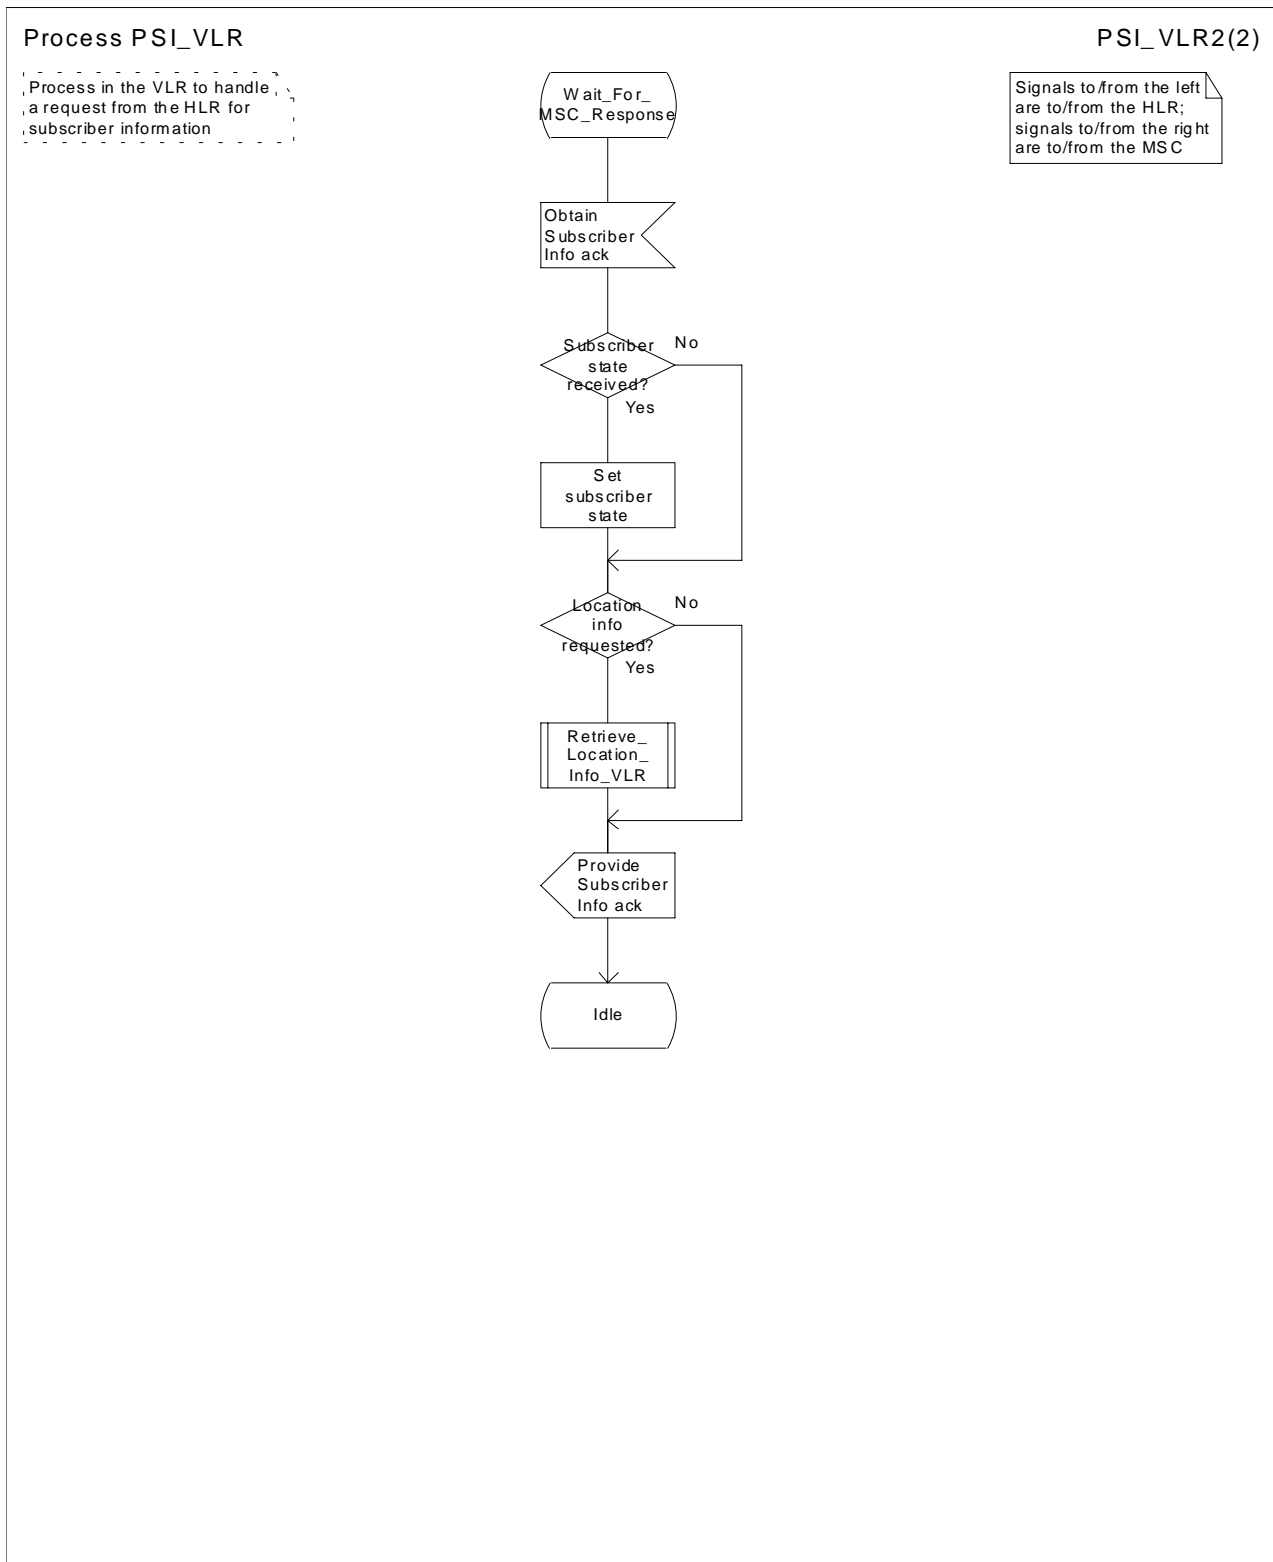 Process PSI_VLR
PSI_VLR2(2)
Process in the VLR to handle
a request from the HLR for
subscriber information
Signals to/from the left
are to/from the HLR;
signals to/from the right
are to/from the MSC
Wait_For_
MSC_Response
Obtain
Subscriber
Info ack
Subscriber
state
received?
No
Yes
Set
subscriber
state
Location
info
requested?
No
Yes
Retrieve_
Location_
Info_VLR
Provide
Subscriber
Info ack
Idle